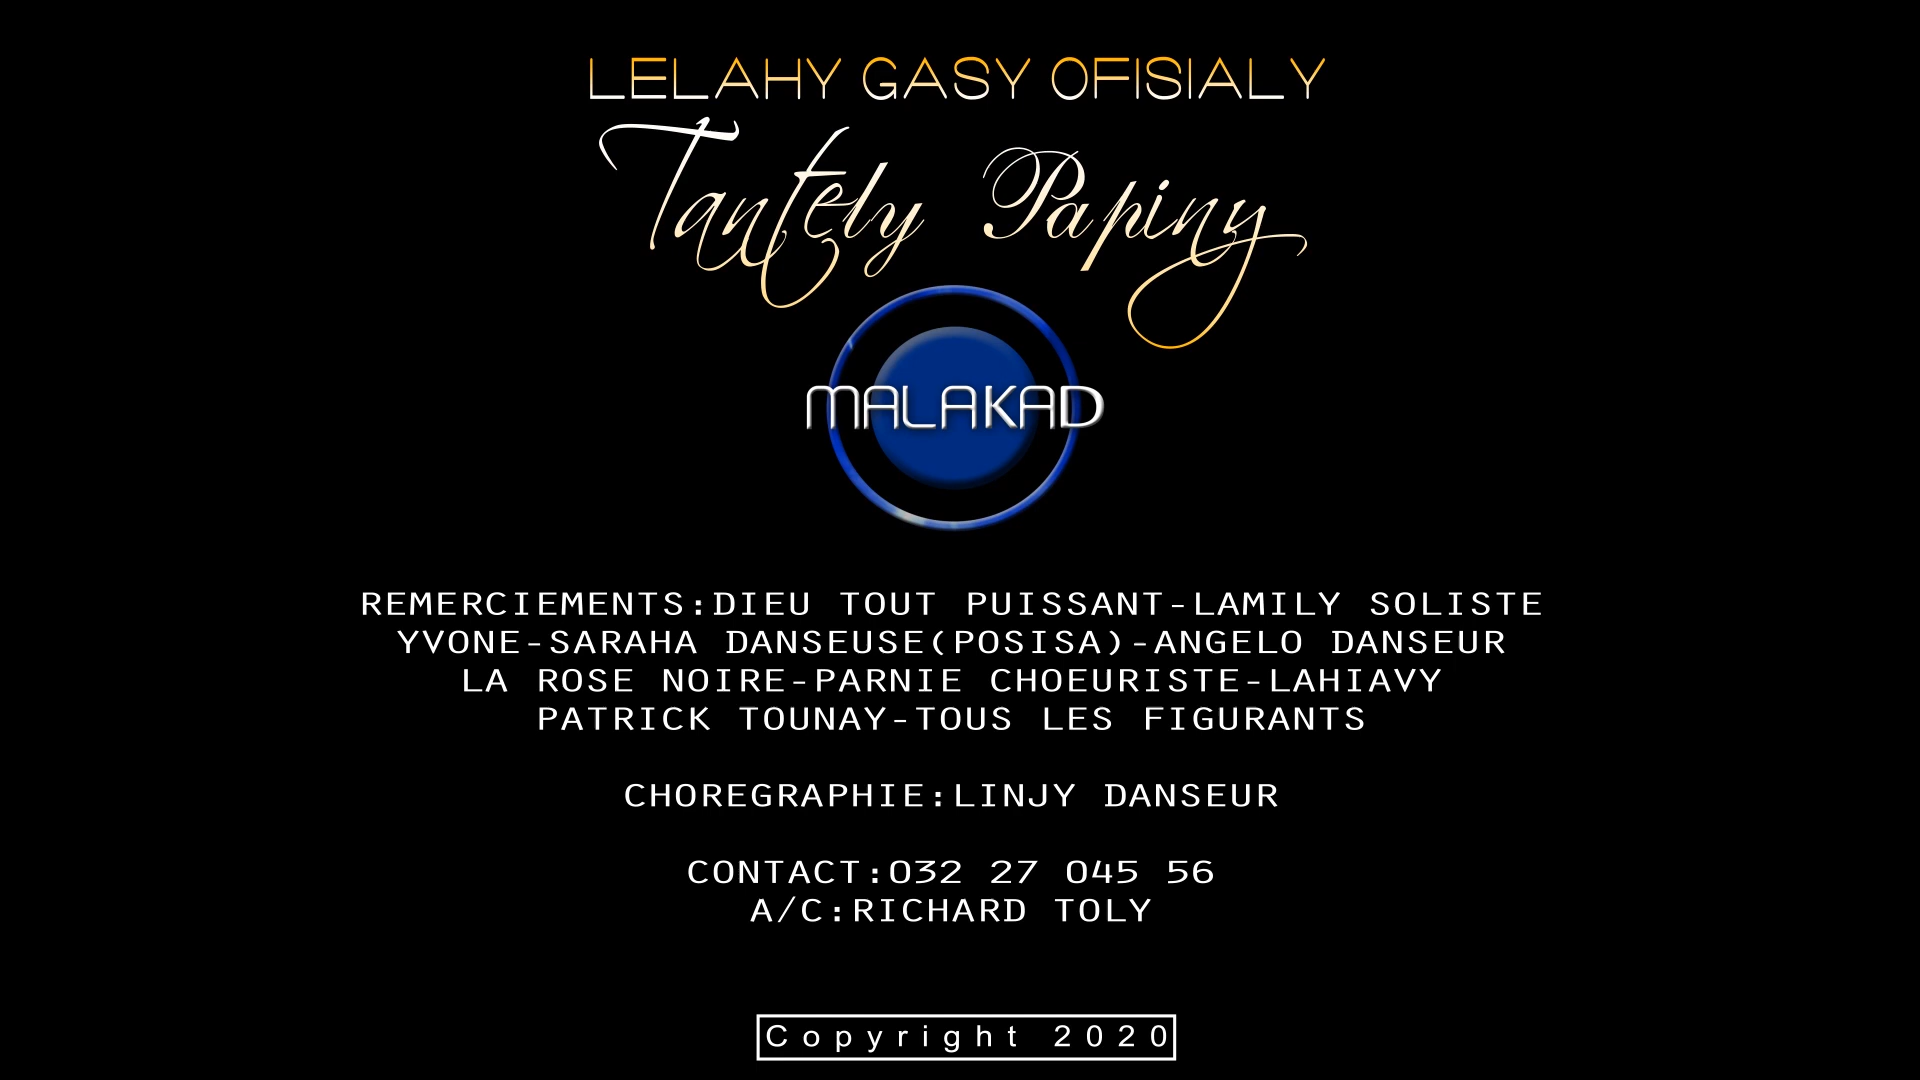 LELAHY GASY OFISIALY
Tantely Papiny
MALAKAD
REMERCIEMENTS:DIEU TOUT PUISSANT-LAMILY SOLISTE
YVONE-SARAHA DANSEUSE(POSISA)-ANGELO DANSEUR
LA ROSE NOIRE-PARNIE CHOEURISTE-LAHIAVY
PATRICK TOUNAY-TOUS LES FIGURANTS
CHOREGRAPHIE:LINJY DANSEUR
CONTACT:032 27 045 56
A/C:RICHARD TOLY
Copyright 2020